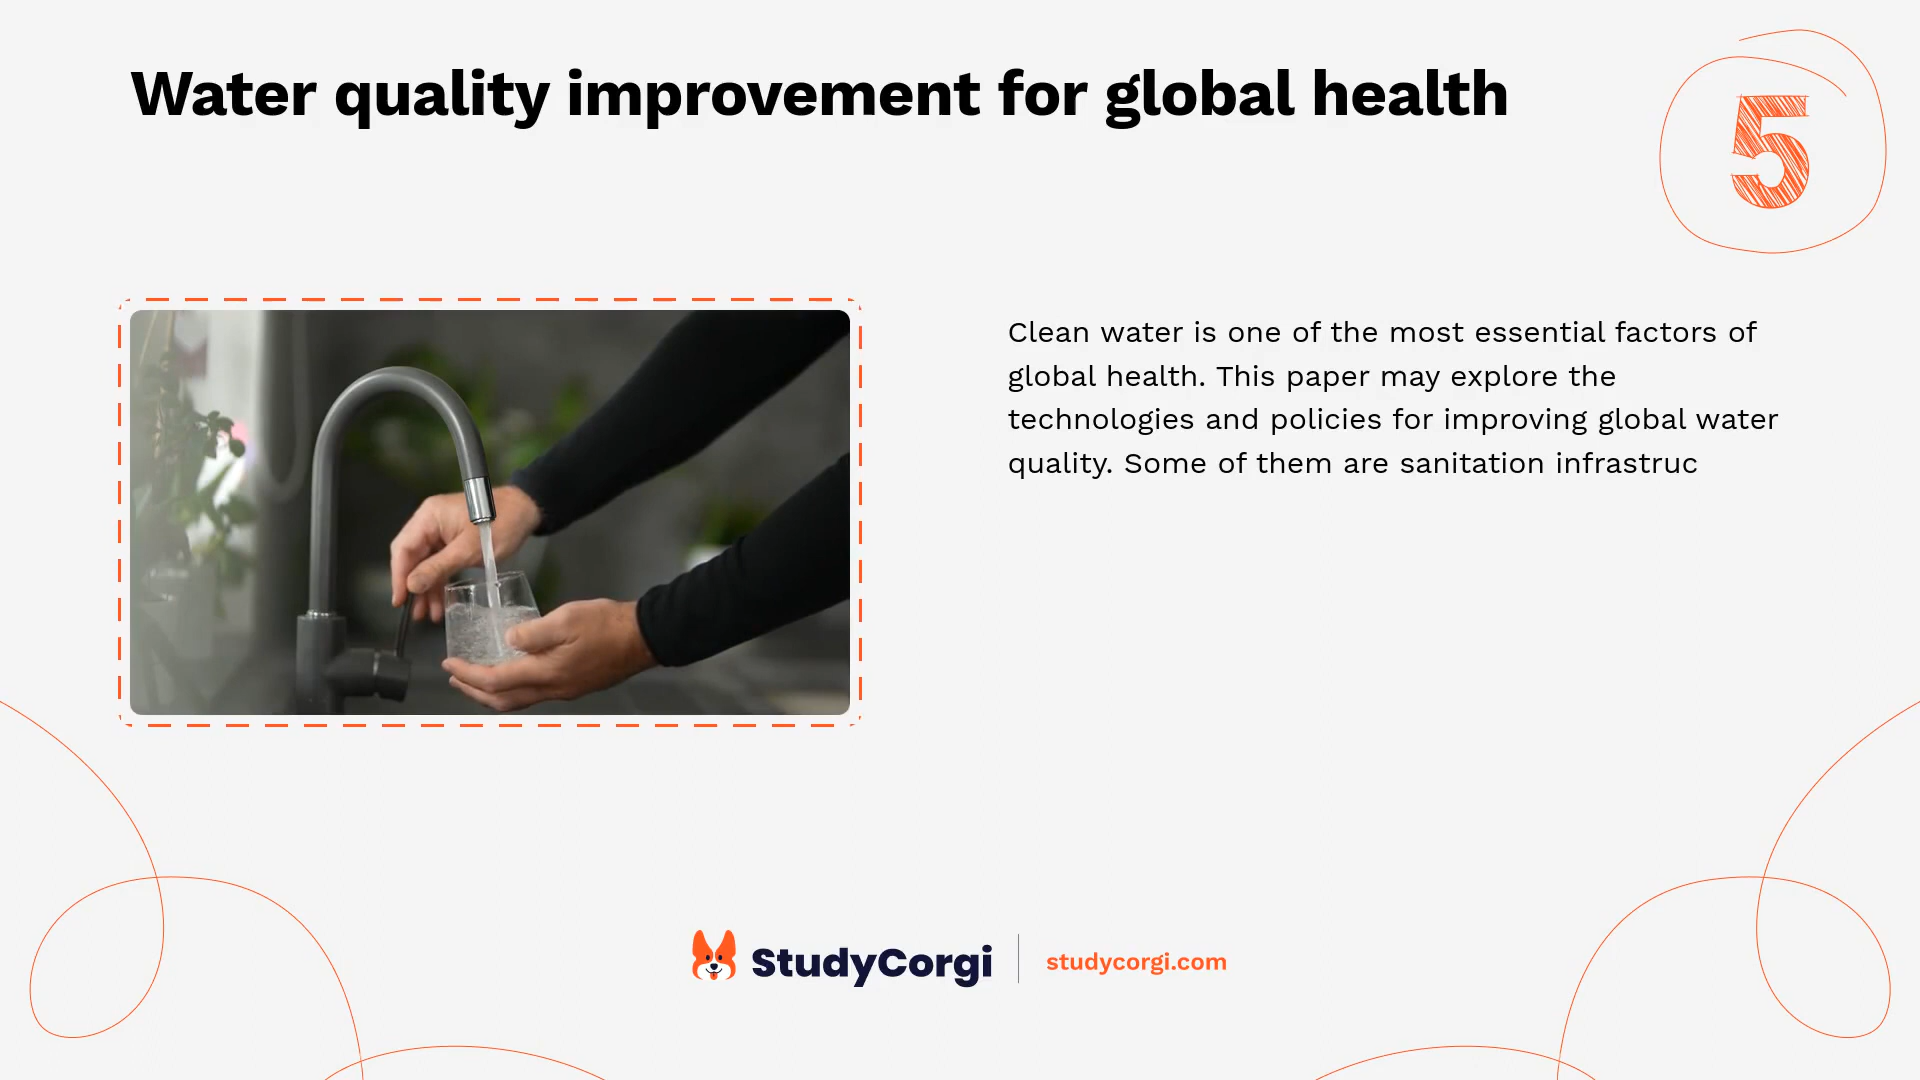 Water quality improvement for global health
5
Clean water is one of the most essential factors of
global health. This paper may explore the
technologies and policies for improving global water
quality. Some of them are sanitation infrastruc
StudyCorgi
studycorgi.com